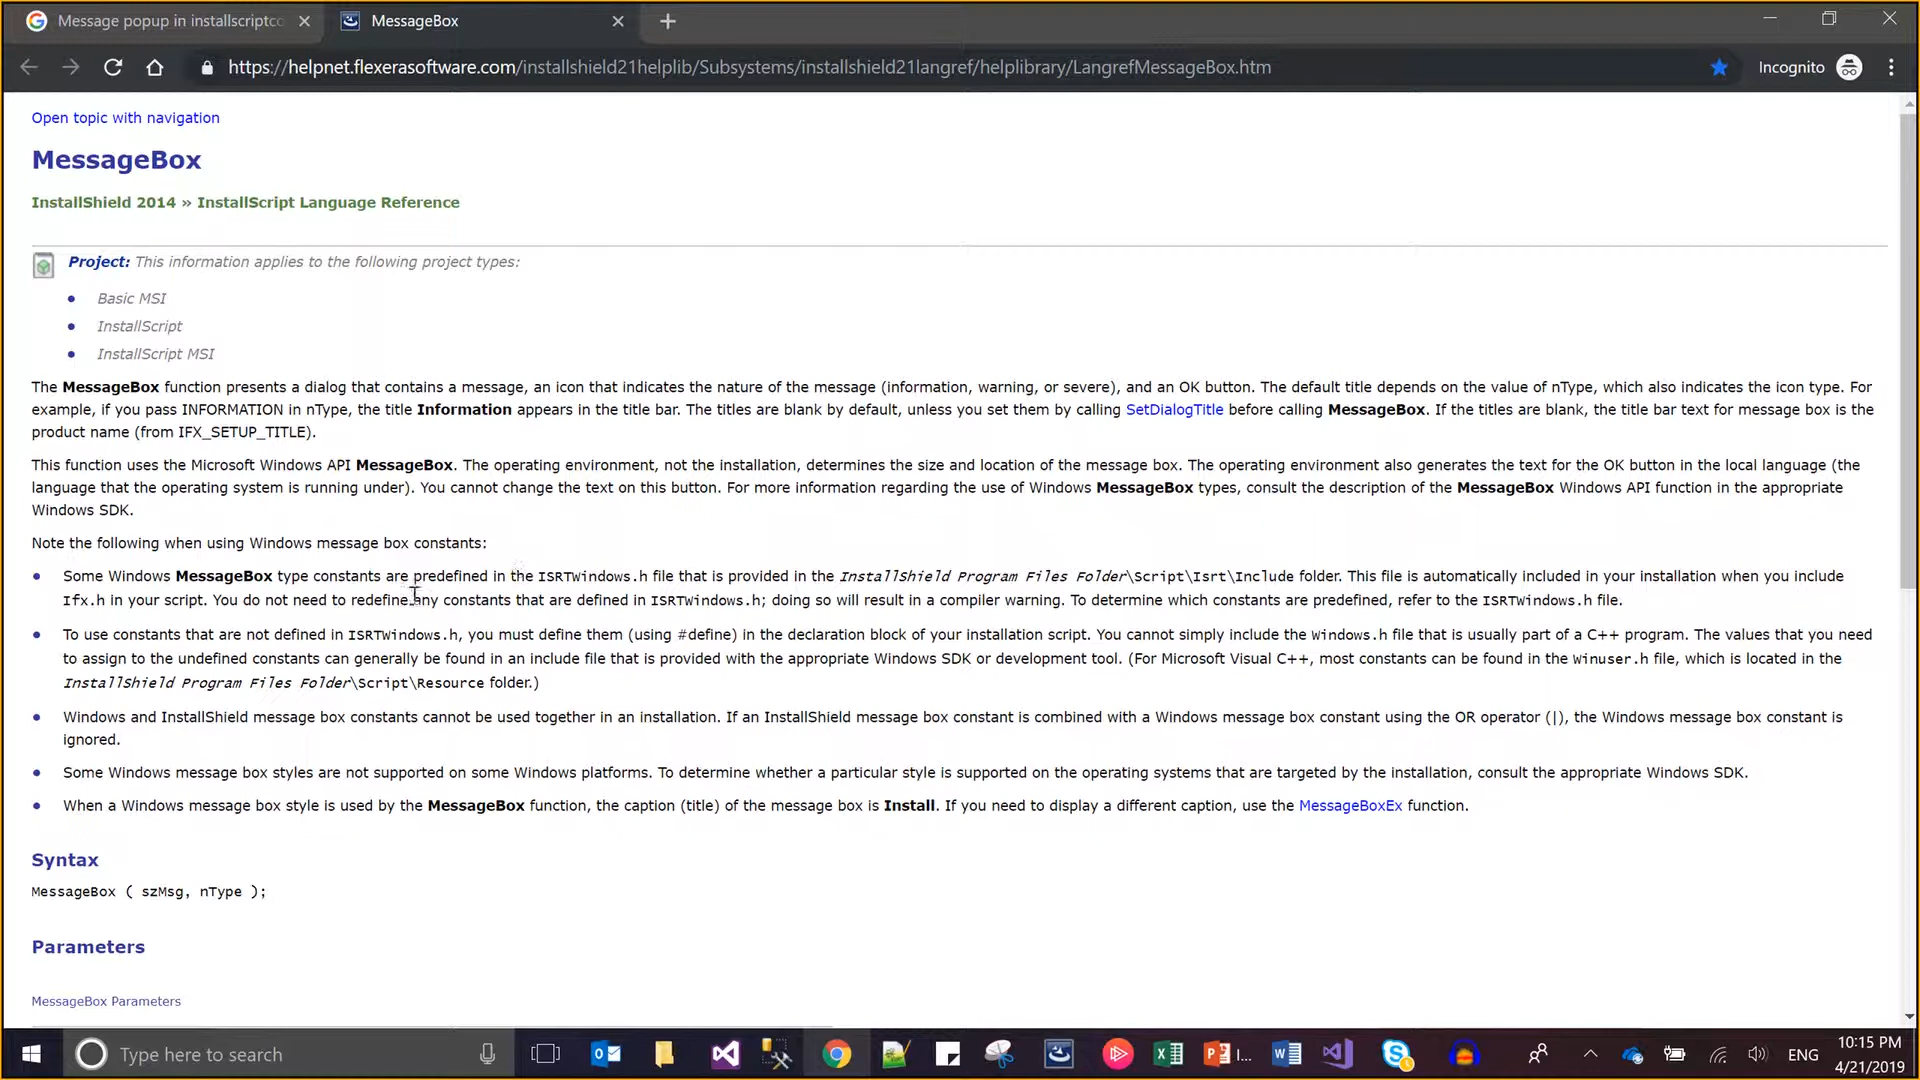 Message popup in installscriptco
MessageBox
https://helpnet.flexerasoftware.com/installshield21helplib/Subsystems/installshield21langref/helplibrary/LangrefMessageBox.htm
Incognito
Open topic with navigation
MessageBox
InstallShield 2014 » InstallScript Language Reference
Project: This information applies to the following project types:
• Basic MSI
• InstallScript
• InstallScript MSI
The MessageBox function presents a dialog that contains a message, an icon that indicates the nature of the message (information, warning, or severe), and an OK button. The default title depends on the value of nType, which also indicates the icon type. For
example, if you pass INFORMATION in nType, the title Information appears in the title bar. The titles are blank by default, unless you set them by calling SetDialogTitle before calling MessageBox. If the titles are blank, the title bar text for message box is the
product name (from IFX_SETUP_TITLE).
This function uses the Microsoft Windows API MessageBox. The operating environment, not the installation, determines the size and location of the message box. The operating environment also generates the text for the OK button in the local language (the
language that the operating system is running under). You cannot change the text on this button. For more information regarding the use of Windows MessageBox types, consult the description of the MessageBox Windows API function in the appropriate
Windows SDK.
Note the following when using Windows message box constants:
• Some Windows MessageBox type constants are predefined in the ISRTWindows.h file that is provided in the InstallShield Program Files Folder\Script\Isrt\Include folder. This file is automatically included in your installation when you include
Ifx.h in your script. You do not need to redefine any constants that are defined in ISRTWindows.h; doing so will result in a compiler warning. To determine which constants are predefined, refer to the ISRTWindows.h file.
• To use constants that are not defined in ISRTWindows.h, you must define them (using #define) in the declaration block of your installation script. You cannot simply include the Windows.h file that is usually part of a C++ program. The values that you need
to assign to the undefined constants can generally be found in an include file that is provided with the appropriate Windows SDK or development tool. (For Microsoft Visual C++, most constants can be found in the Winuser.h file, which is located in the
InstallShield Program Files Folder\Script\Resource folder.)
• Windows and InstallShield message box constants cannot be used together in an installation. If an InstallShield message box constant is combined with a Windows message box constant using the OR operator (|), the Windows message box constant is
ignored.
• Some Windows message box styles are not supported on some Windows platforms. To determine whether a particular style is supported on the operating systems that are targeted by the installation, consult the appropriate Windows SDK.
• When a Windows message box style is used by the MessageBox function, the caption (title) of the message box is Install. If you need to display a different caption, use the MessageBoxEx function.
Syntax
MessageBox ( szMsg, nType );
Parameters
MessageBox Parameters
Type here to search
I...
ENG
10:15 PM
4/21/2019